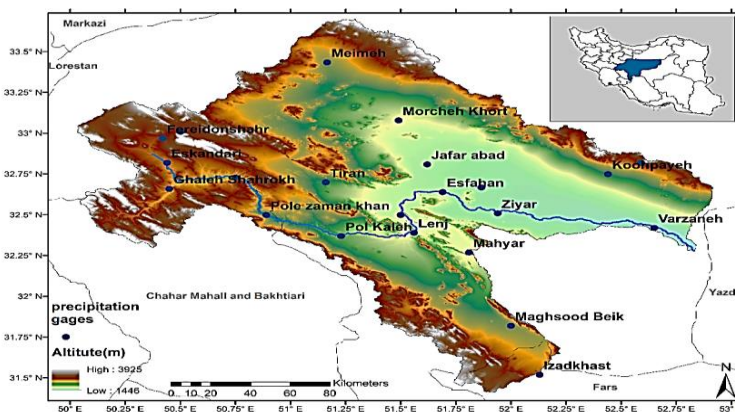 Markazi
Lorestan
33.5° N
33.25° N
33° N
32.75° N
32.5° N
32.25° N
32° N
31.75° N
31.5° N
Meimeh
Morcheh Khort
Fereidonshahr
Eskandari
Ghaleh Shahrokh
Jafar abad
Koohpayeh
Tiran
Esfahan
Pole zaman khan
Ziyar
Varzaneh
Pol Kaleh
Lenj
Mahyar
Chahar Mahall and Bakhtiari
Yazd
Maghsood Beik
Izadkhast
Fars
precipitation
gages
Altitute(m)
High : 3925
Low : 1446
0 10 20 40 60 80
Kilometers
N
50° E
50.25° E
50.5° E
50.75° E
51° E
51.25° E
51.5° E
51.75° E
52° E
52.25° E
52.5° E
52.75° E
53° E